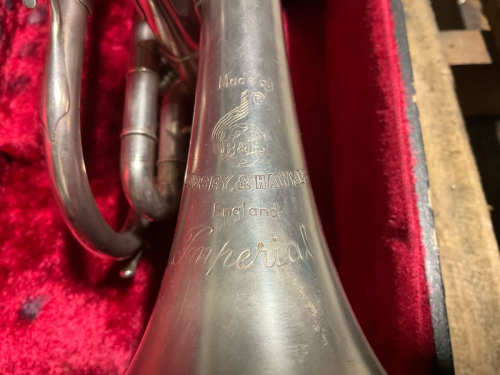 Made by
B&H
BOOSEY & HAWKES
England
Imperial